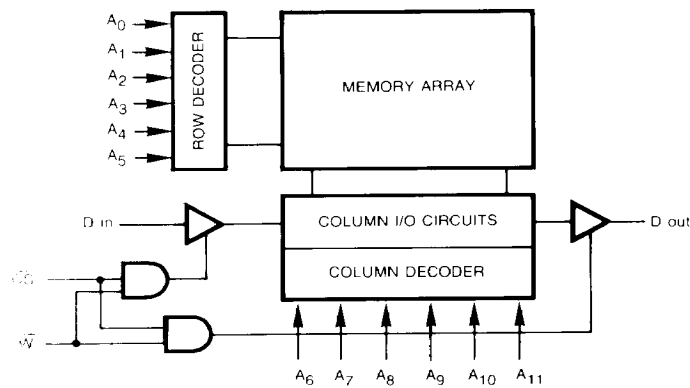 A0
A1
A2
A3
A4
A5
ROW DECODER
MEMORY ARRAY
D in
COLUMN I/O CIRCUITS
D out
COLUMN DECODER
W
A6
A7
A8
A9
A10
A11